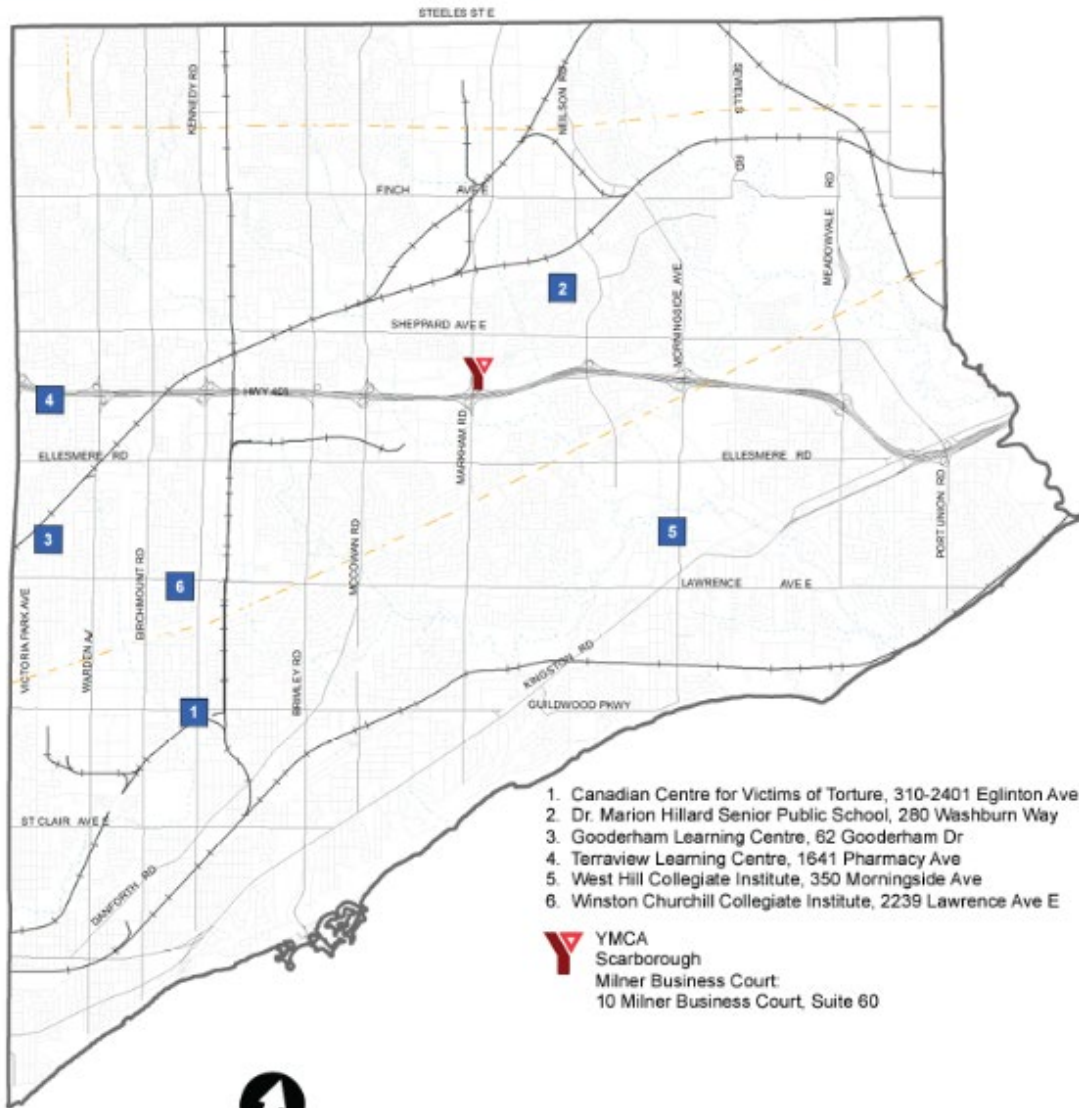 STEELES ST E
KENNEDY RD
NEILSON RD
SEWELLS RD
FINCH AVE E
MEADOWVALE RD
2
MORNINGSIDE AVE
SHEPPARD AVE E
4
HWY 401
MARKHAM RD
ELLESMERE RD
ELLESMERE RD
PORT UNION RD
3
5
BIRCHMOUNT RD
MCCOWAN RD
6
LAWRENCE AVE E
VICTORIA PARK AVE
WARDEN A
BRIMLEY RD
KINGSTON RD
1
GUILDWOOD PKWY
ST CLAIR AVE E
DANFORTH RD
1. Canadian Centre for Victims of Torture, 310-2401 Eglinton Ave
2. Dr. Marion Hillard Senior Public School, 280 Washburn Way
3. Gooderham Learning Centre, 62 Gooderham Dr
4. Terraview Learning Centre, 1641 Pharmacy Ave
5. West Hill Collegiate Institute, 350 Morningside Ave
6. Winston Churchill Collegiate Institute, 2239 Lawrence Ave E
YMCA
Scarborough
Milner Business Court:
10 Milner Business Court, Suite 60